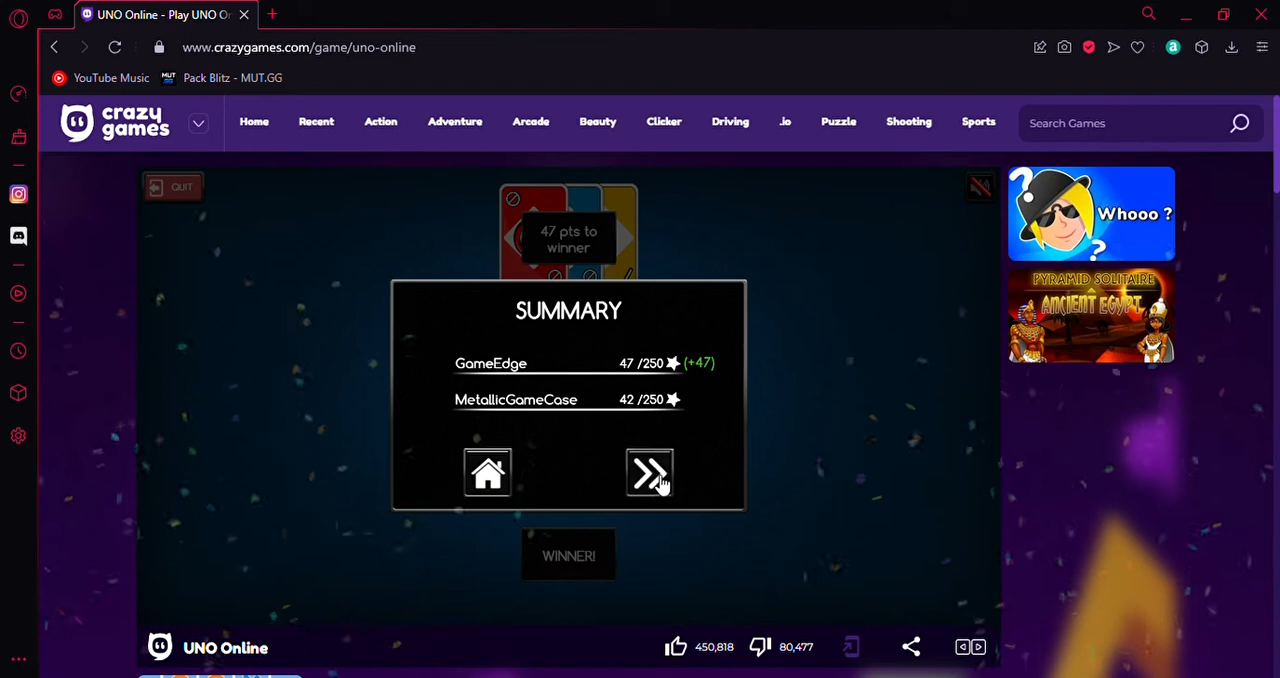 UNO Online - Play UNO Or
www.crazygames.com/game/uno-online
YouTube Music
MUT
Pack Blitz - MUT.GG
crazy
games
Home
Recent
Action
Adventure
Arcade
Beauty
Clicker
Driving
.io
Puzzle
Shooting
Sports
Search Games
QUIT
47 pts to
winner
SUMMARY
GameEdge 47 /250 (+47)
MetallicGameCase 42 /250
WINNER!
? Whooo ?
?
PYRAMID SOLITAIRE
ANCIENT EGYPT
UNO Online
450,818
80,477